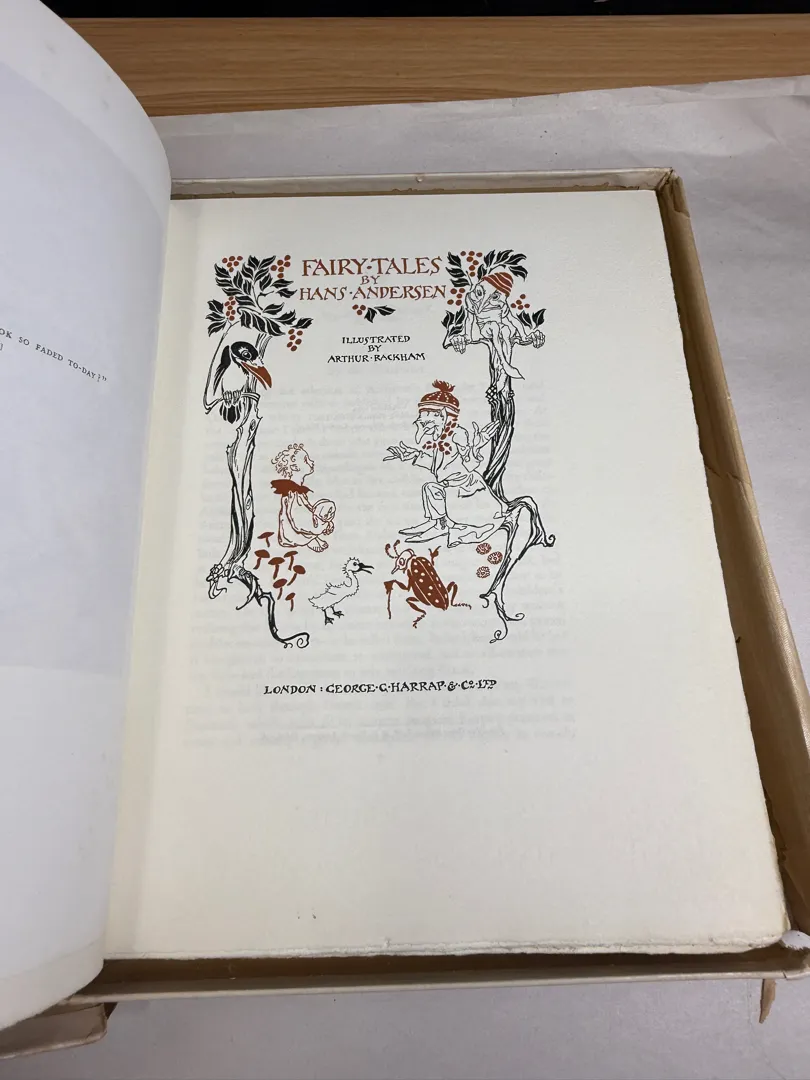 OK SO FADED TO-DAY?"
FAIRY·TALES
BY
HANS·ANDERSEN
ILLUSTRATED
BY
ARTHUR·RACKHAM
LONDON : GEORGE·G·HARRAP·&·Cº·LTD